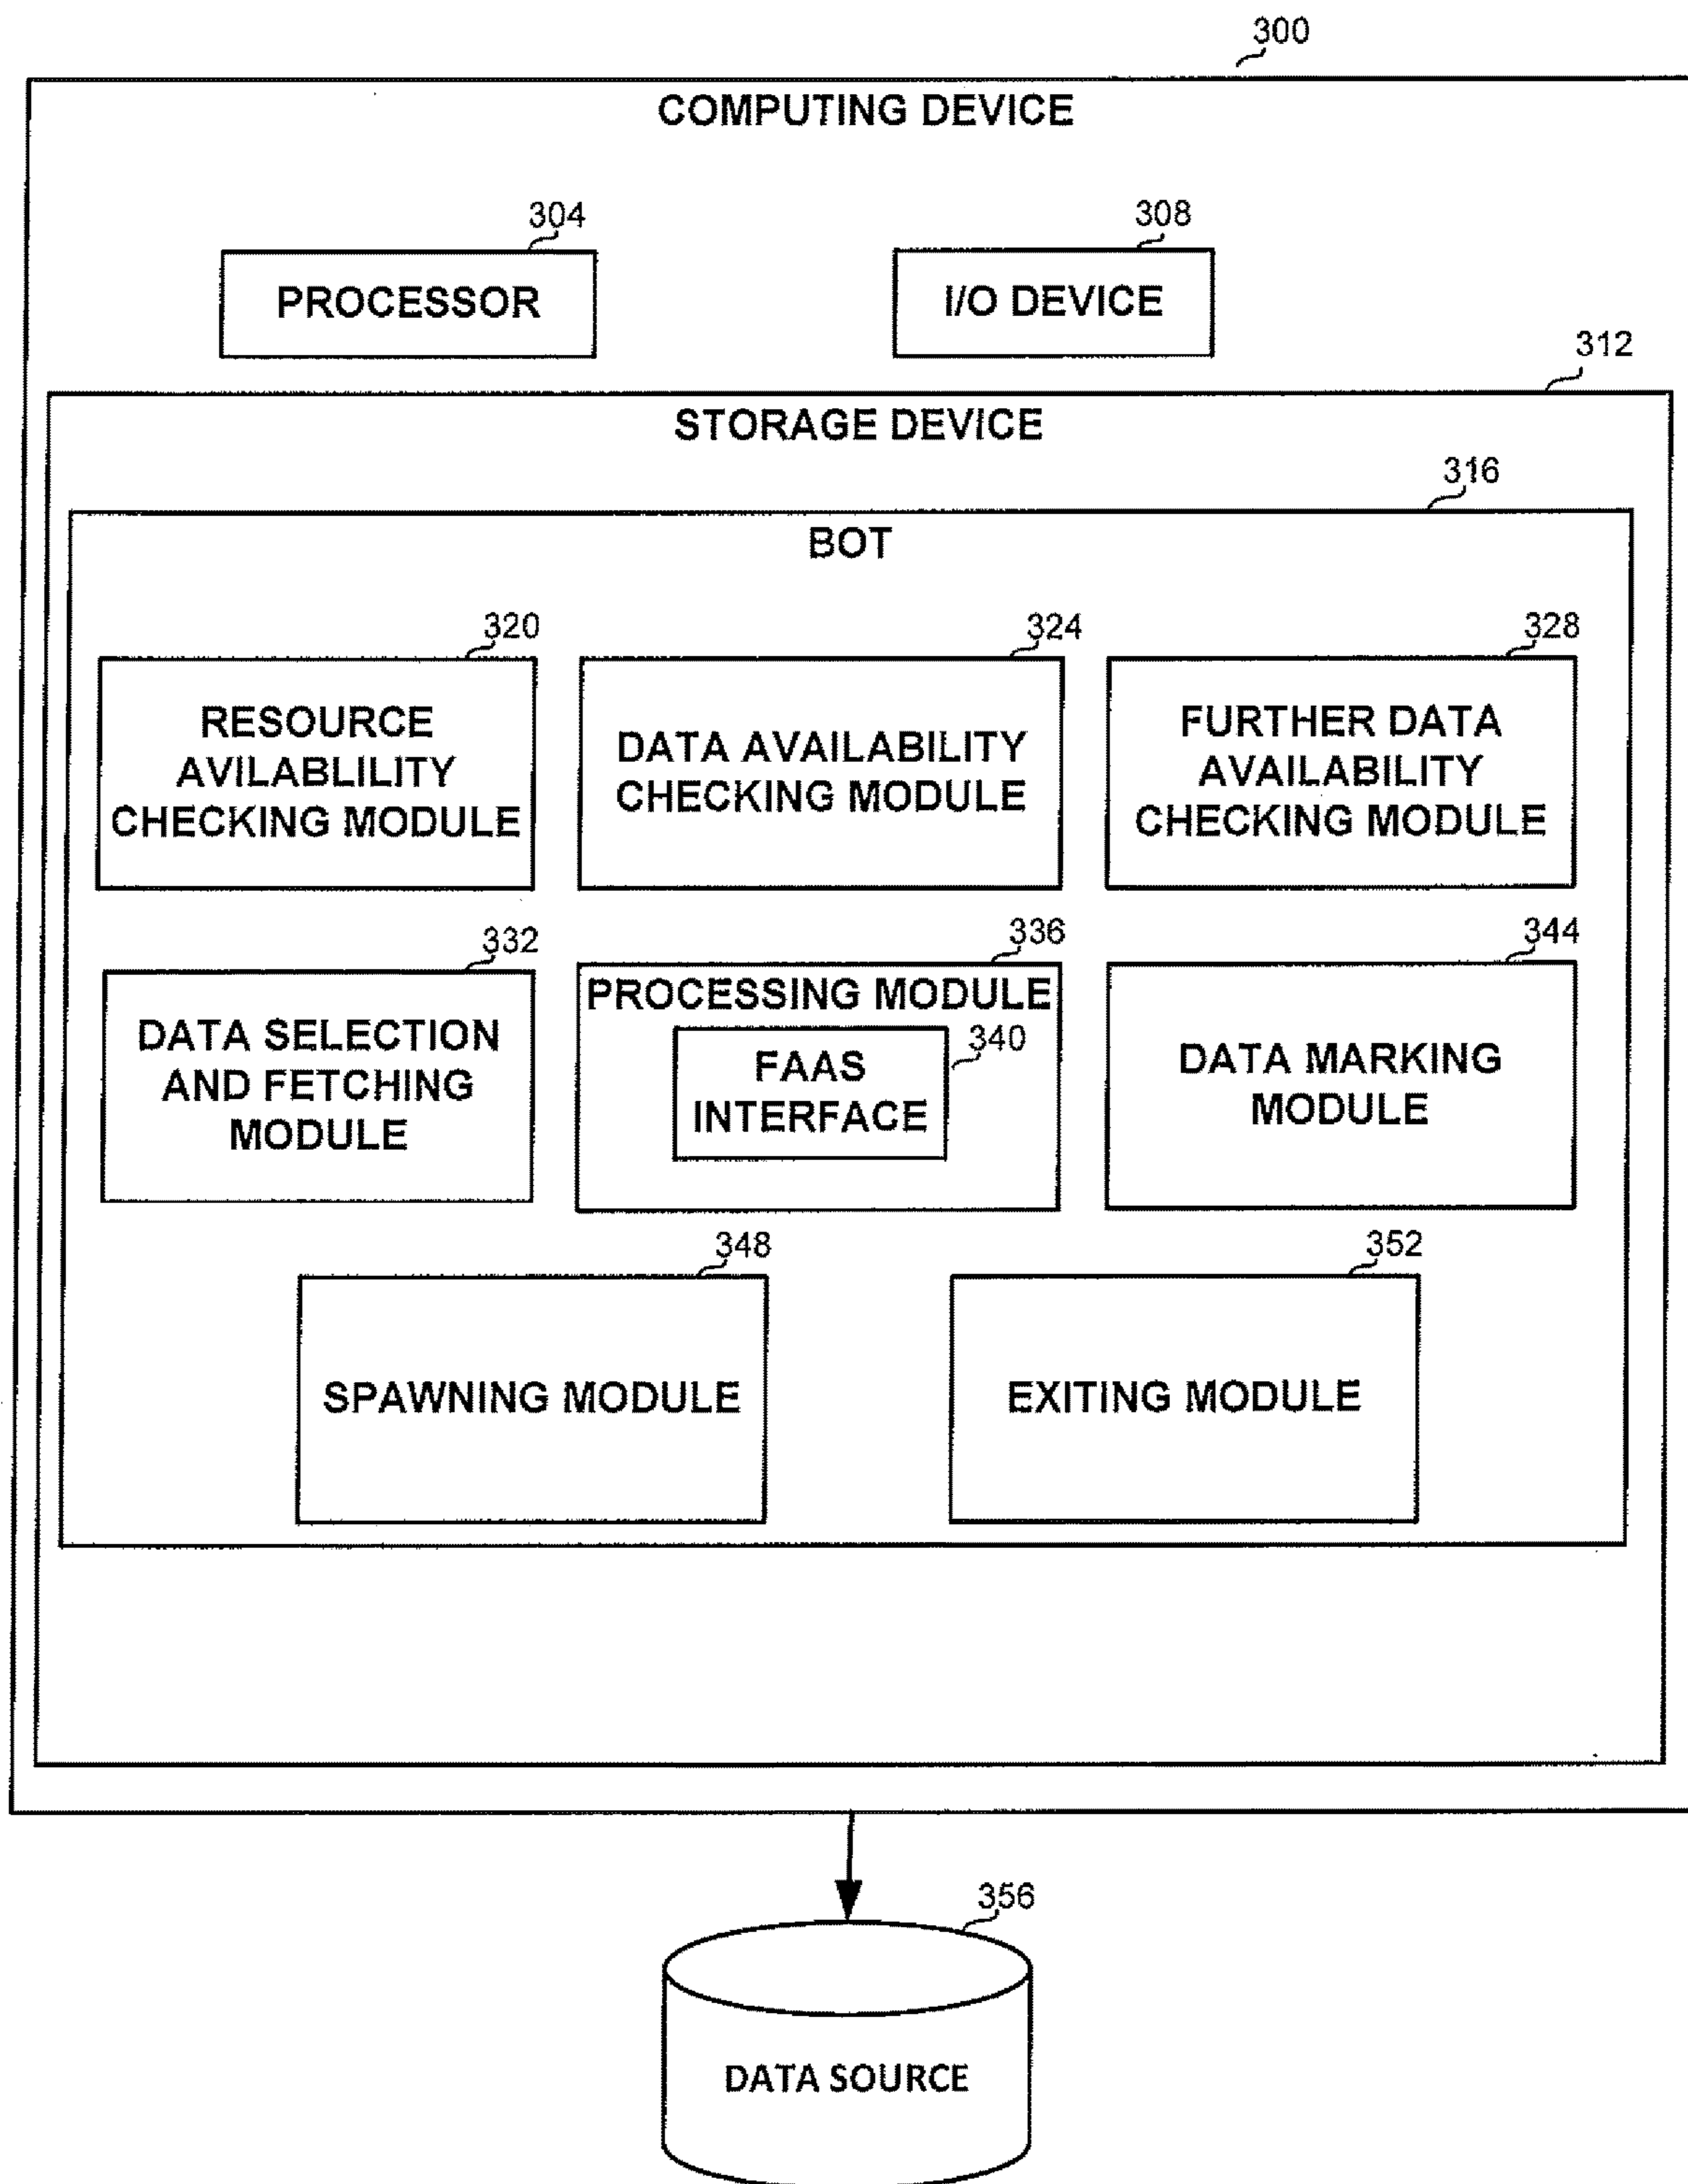 300
COMPUTING DEVICE
304
PROCESSOR
308
I/O DEVICE
312
STORAGE DEVICE
316
BOT
320
RESOURCE
AVILABLILITY
CHECKING MODULE
324
DATA AVAILABILITY
CHECKING MODULE
328
FURTHER DATA
AVAILABILITY
CHECKING MODULE
332
DATA SELECTION
AND FETCHING
MODULE
336
PROCESSING MODULE
340
FAAS
INTERFACE
344
DATA MARKING
MODULE
348
SPAWNING MODULE
352
EXITING MODULE
356
DATA SOURCE